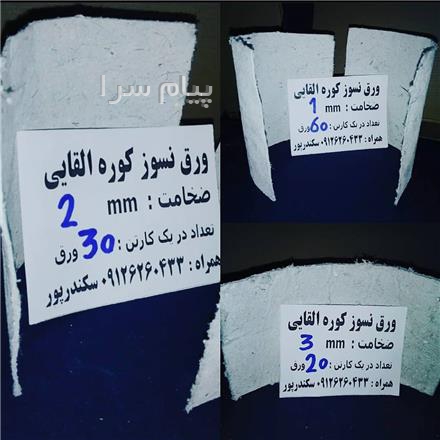 پیام سرا
ورق نسوز کوره القایی
ضخامت : 2 mm
تعداد در یک کارتن : 30 ورق
همراه : ۰۹۱۲۶۲۶۰۴۳۳ سکندرپور
ورق نسوز کوره القایی
ضخامت : 1 mm
تعداد در یک کارتن : 60 ورق
همراه : ۰۹۱۲۶۲۶۰۴۳۳ سکندرپور
ورق نسوز کوره القایی
ضخامت : 3 mm
تعداد در یک کارتن : 20 ورق
همراه : ۰۹۱۲۶۲۶۰۴۳۳ سکندرپور